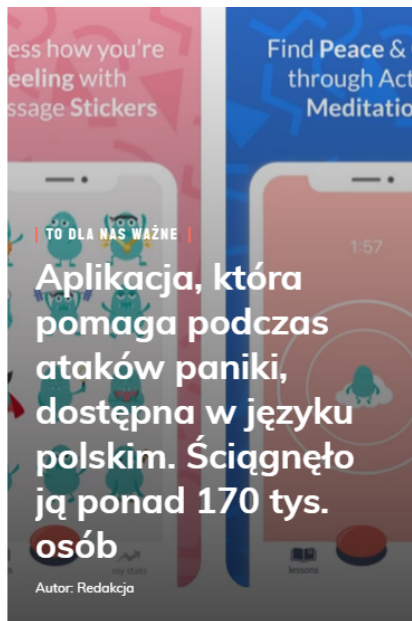 ess how you're
eeling with
ssage Stickers
Find Peace &
through Act
Meditatio
1:57
| TO DLA NAS WAŻNE |
Aplikacja, która
pomaga podczas
ataków paniki,
dostępna w języku
polskim. Ściągnęło
ją ponad 170 tys.
osób
my stats
lessons
Autor: Redakcja